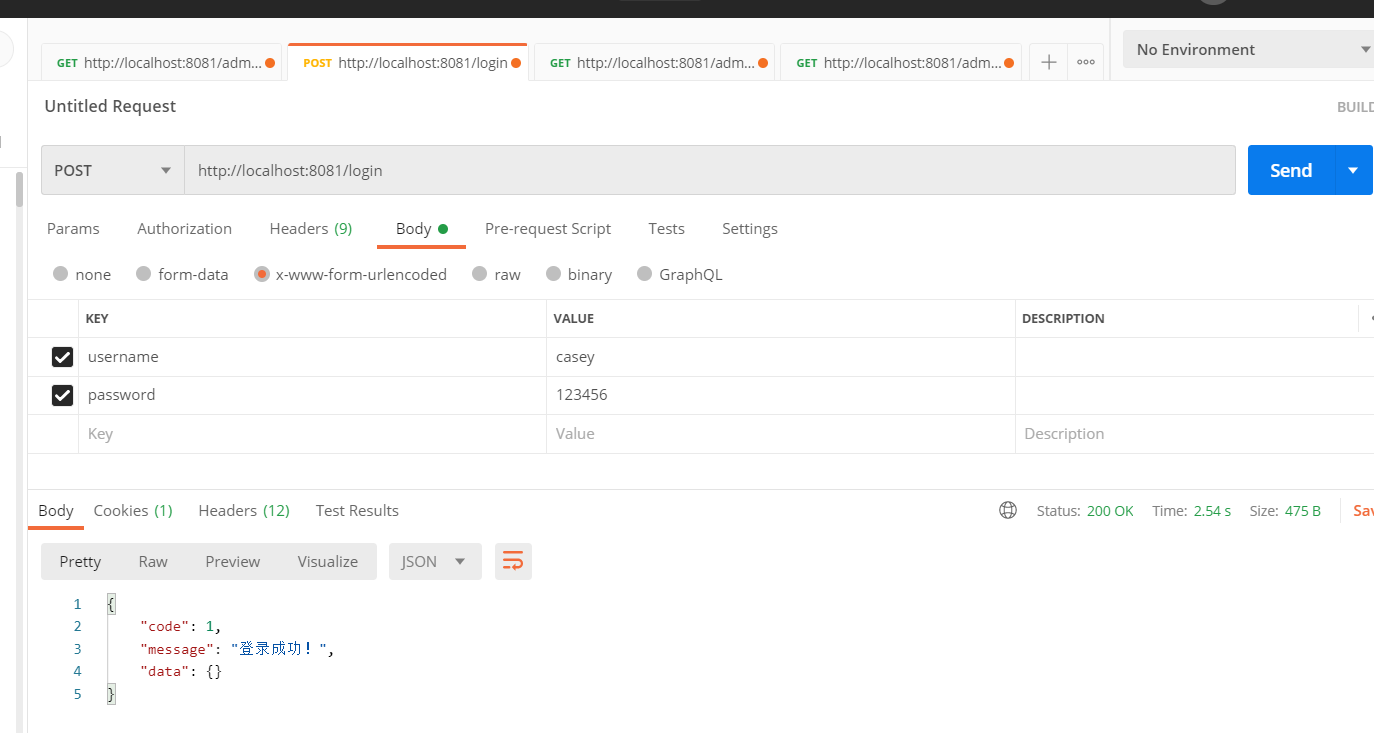 GET http://localhost:8081/adm... POST http://localhost:8081/login GET http://localhost:8081/adm... GET http://localhost:8081/adm... No Environment
Untitled Request BUILD
POST http://localhost:8081/login Send
Params Authorization Headers (9) Body Pre-request Script Tests Settings
none form-data x-www-form-urlencoded raw binary GraphQL
KEY VALUE DESCRIPTION
username casey
password 123456
Key Value Description
Body Cookies (1) Headers (12) Test Results Status: 200 OK Time: 2.54 s Size: 475 B Sav
Pretty Raw Preview Visualize JSON
1 {
2 "code": 1,
3 "message": "登录成功！",
4 "data": {}
5 }